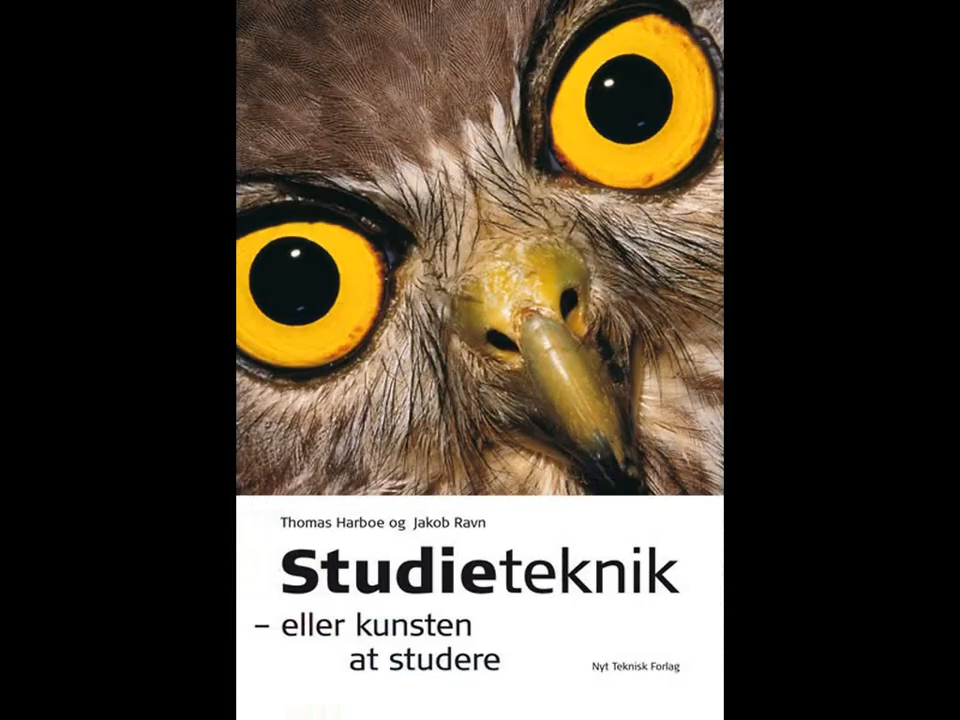 Thomas Harboe og Jakob Ravn
Studieteknik
– eller kunsten
at studere
Nyt Teknisk Forlag